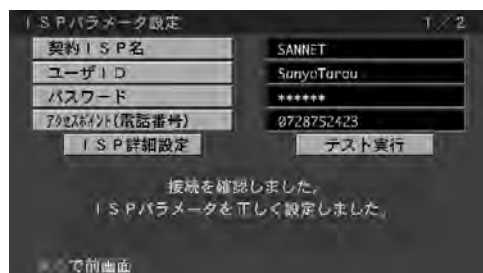 ISPパラメータ設定 1/2
契約ISP名 SANNET
ユーザID SanyoTarou
パスワード ******
アクセスポイント(電話番号) 0728752423
ISP詳細設定 テスト実行
接続を確認しました。
ISPパラメータを正しく設定しました。
で前画面